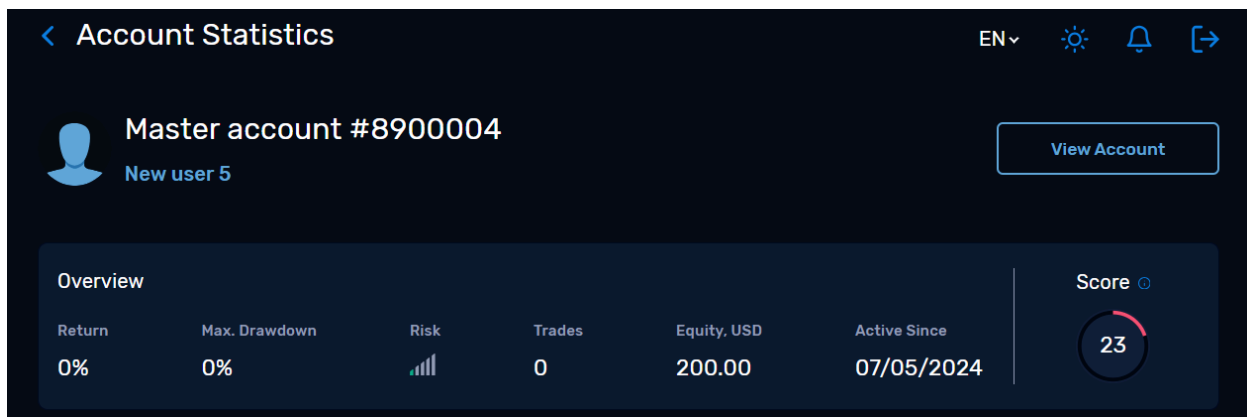 Account Statistics
EN
Master account #8900004
New user 5
View Account
Overview
Score
Return Max. Drawdown Risk Trades Equity, USD Active Since
0% 0% 0 200.00 07/05/2024
23